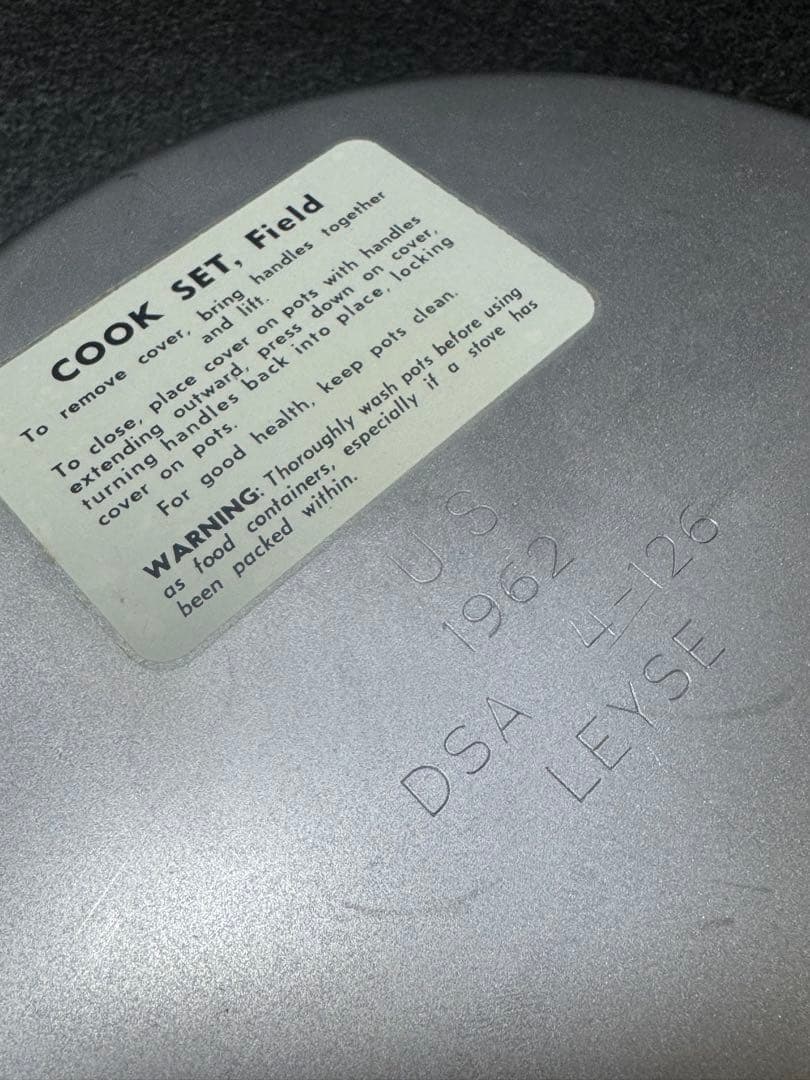 COOK SET, Field
To remove cover, bring handles together
and lift.
To close, place cover on pots with handles
extending outward, press down on cover,
turning handles back into place, locking
cover on pots.
For good health, keep pots clean.
WARNING: Thoroughly wash pots before using
as food containers, especially if a stove has
been packed within.
US
1962
DSA 4-126
LEYSE